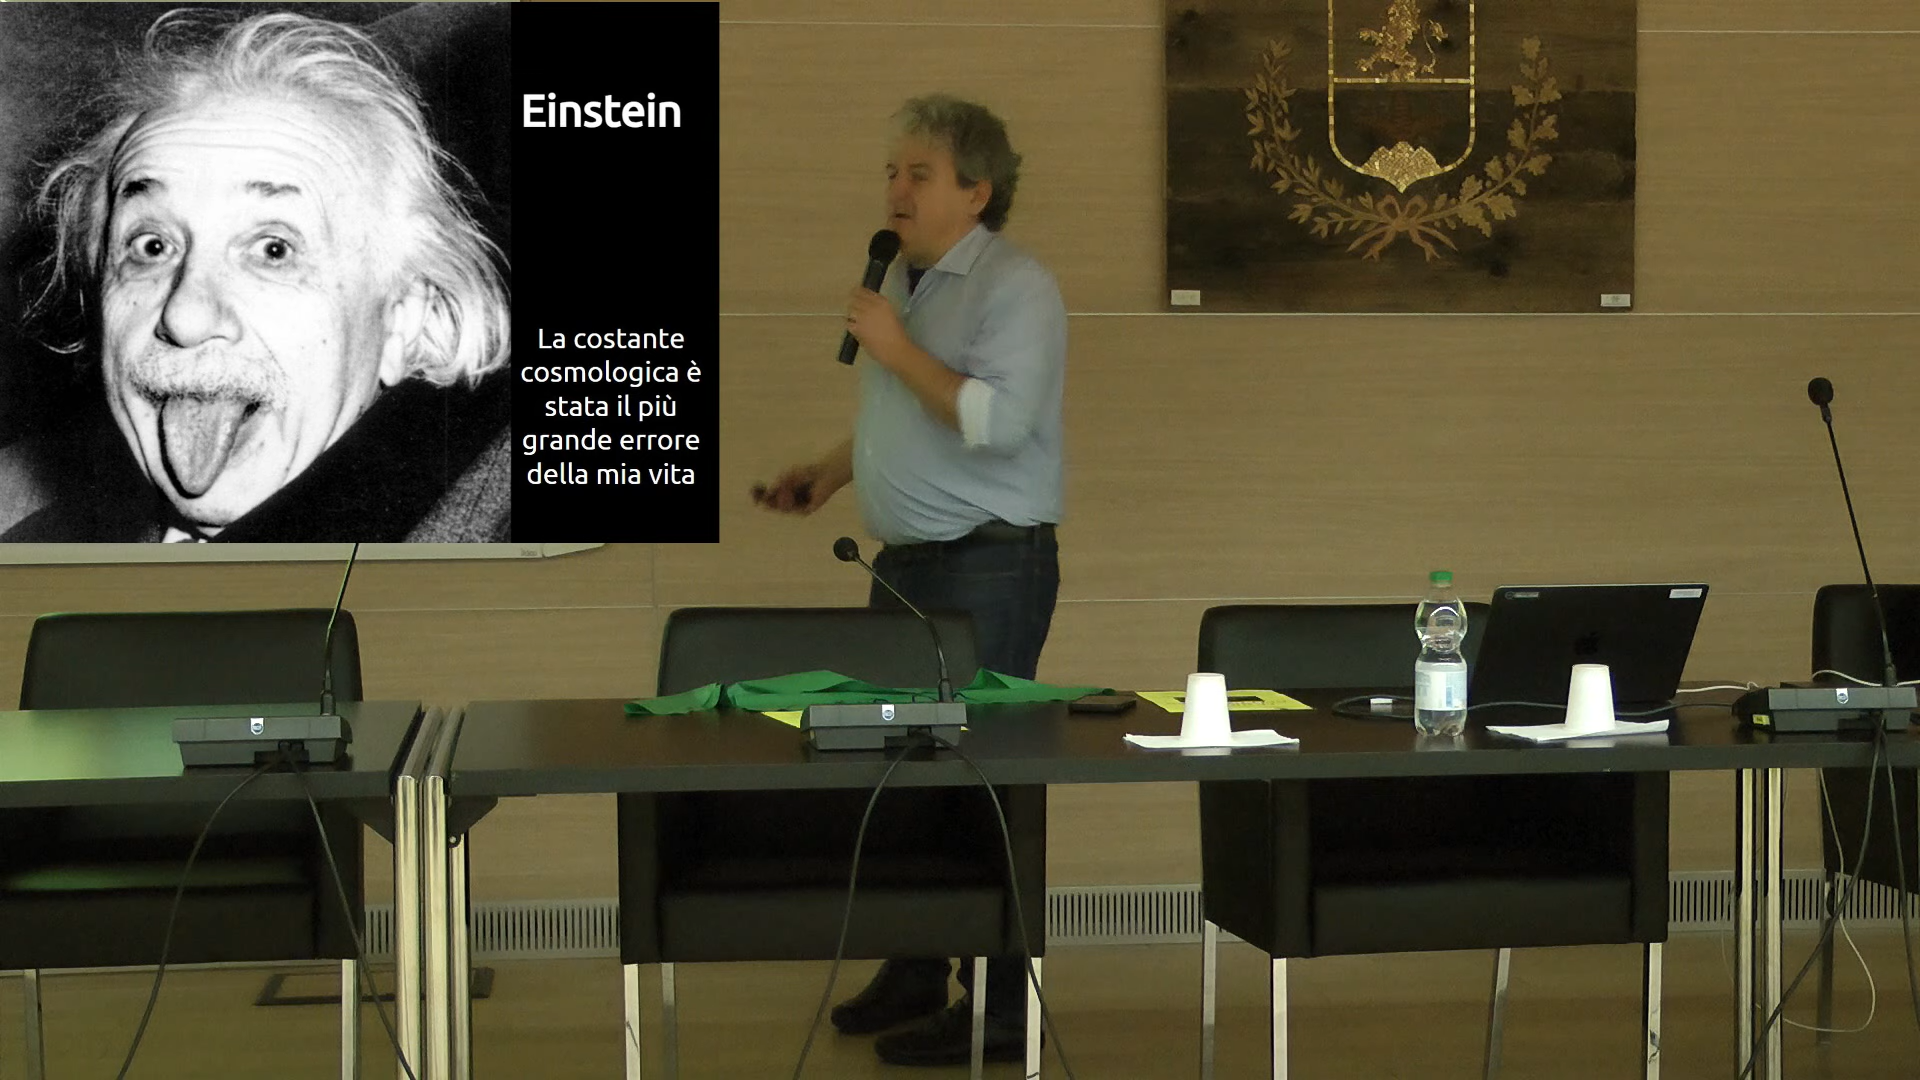 Einstein
La costante
cosmologica è
stata il più
grande errore
della mia vita